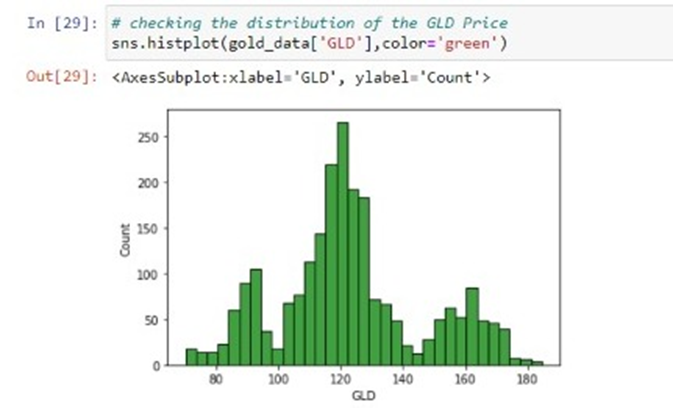 In [29]: # checking the distribution of the GLD Price
sns.histplot(gold_data['GLD'],color='green')
Out[29]: <AxesSubplot:xlabel='GLD', ylabel='Count'>
250
200
150
100
50
0
Count
80 100 120 140 160 180
GLD